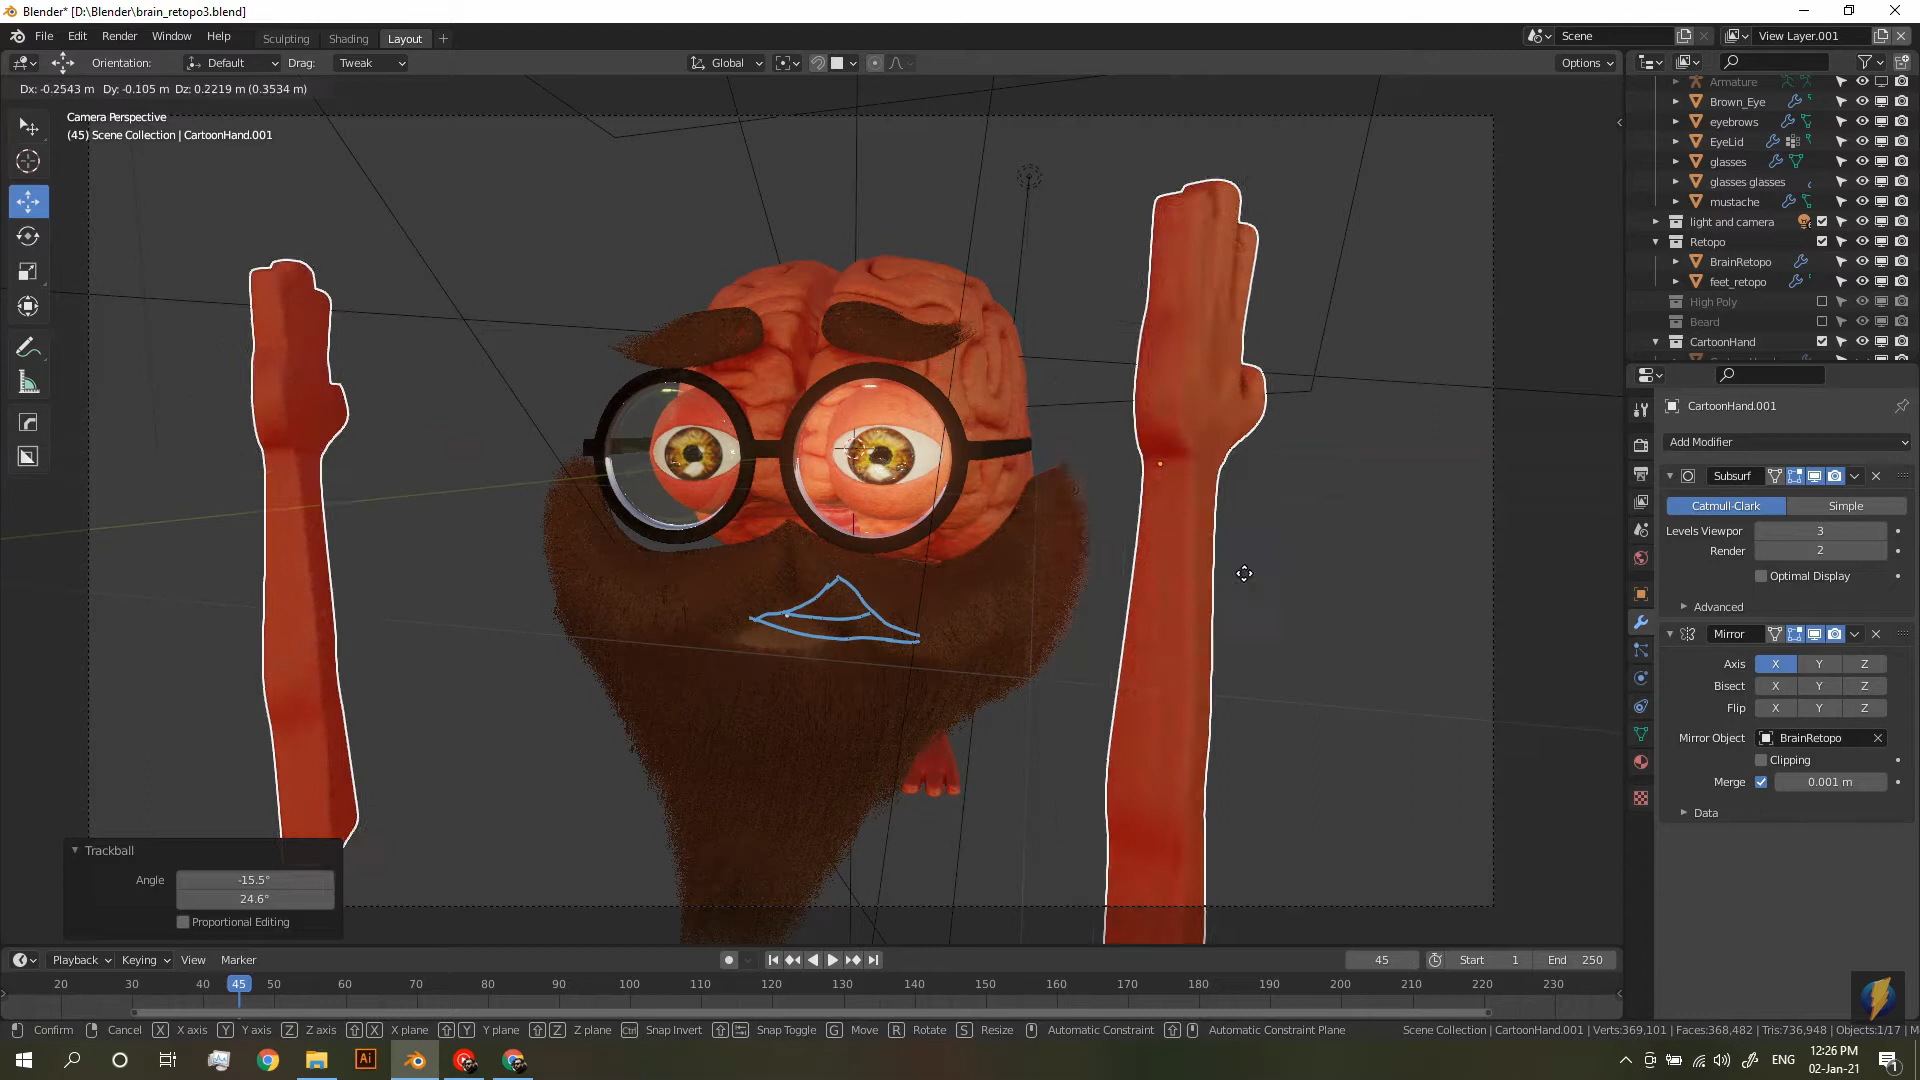 Blender* [D:\Blender\brain_retopo3.blend]
File Edit Render Window Help Sculpting Shading Layout Scene View Layer.001
Orientation: Default Drag: Tweak Global Options
Dx: -0.2543 m Dy: -0.105 m Dz: 0.2219 m (0.3534 m)
Camera Perspective
(45) Scene Collection | CartoonHand.001
Armature
Brown_Eye
eyebrows
EyeLid
glasses
glasses glasses
mustache
light and camera
Retopo
BrainRetopo
feet_retopo
High Poly
Beard
CartoonHand
CartoonHand.001
Add Modifier
Subsurf
Catmull-Clark Simple
Levels Viewpor 3
Render 2
Optimal Display
Advanced
Mirror
Axis X Y Z
Bisect X Y Z
Flip X Y Z
Mirror Object BrainRetopo
Clipping
Merge 0.001 m
Data
Trackball
Angle -15.5°
24.6°
Proportional Editing
Playback Keying View Marker 45 Start 1 End 250
20 30 40 45 50 60 70 80 90 100 110 120 130 140 150 160 170 180 190 200 210 220 230
Confirm Cancel X X axis Y Y axis Z Z axis X X plane Y Y plane Z Z plane Ctrl Snap Invert Snap Toggle G Move R Rotate S Resize Automatic Constraint Automatic Constraint Plane Scene Collection | CartoonHand.001 | Verts:369,101 | Faces:368,482 | Tris:736,948 | Objects:1/17 | M
Ai ENG 12:26 PM
02-Jan-21 1